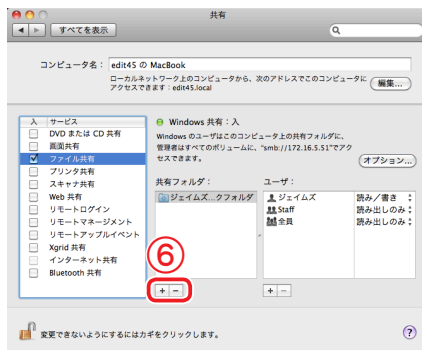 共有
すべてを表示
コンピュータ名： edit45 の MacBook
ローカルネットワーク上のコンピュータから、次のアドレスでこのコンピュータに
アクセスできます：edit45.local
編集...
入 サービス
DVD または CD 共有
画面共有
ファイル共有
プリンタ共有
スキャナ共有
Web 共有
リモートログイン
リモートマネージメント
リモートアップルイベント
Xgrid 共有
インターネット共有
Bluetooth 共有
Windows 共有：入
Windows のユーザはこのコンピュータ上の共有フォルダに、
管理者はすべてのボリュームに、“smb://172.16.5.51”でアク
セスできます。
オプション...
共有フォルダ：
ジェイムズ...クフォルダ
ユーザ：
ジェイムズ 読み／書き
Staff 読み出しのみ
全員 読み出しのみ
⑥
+ −
+ −
変更できないようにするにはカギをクリックします。
?